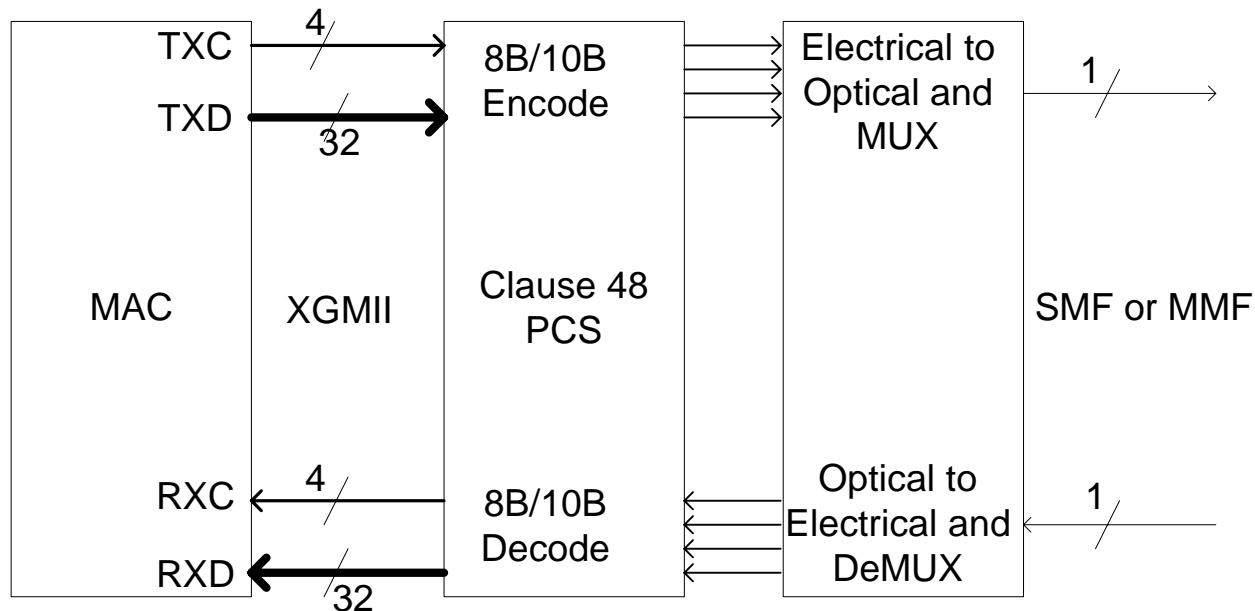 4
TXC
TXD
32
8B/10B
Encode
Electrical to
Optical and
MUX
1
MAC
XGMII
Clause 48
PCS
SMF or MMF
4
RXC
RXD
32
8B/10B
Decode
Optical to
Electrical and
DeMUX
1